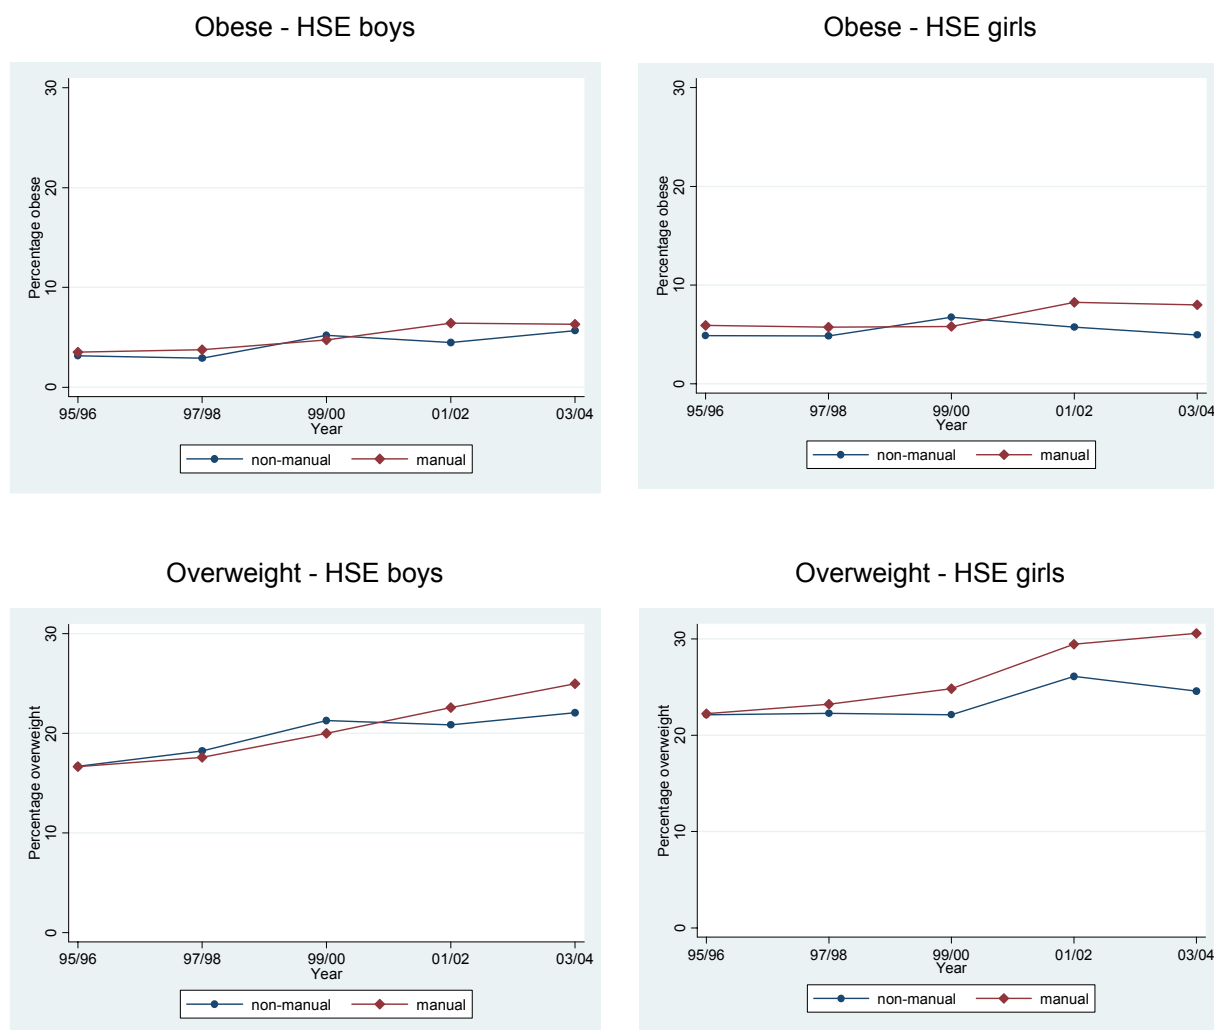 Obese - HSE boys
Percentage obese
30
20
10
0
95/96 97/98 99/00 01/02 03/04
Year
non-manual manual
Obese - HSE girls
Percentage obese
30
20
10
0
95/96 97/98 99/00 01/02 03/04
Year
non-manual manual
Overweight - HSE boys
Percentage overweight
30
20
10
0
95/96 97/98 99/00 01/02 03/04
Year
non-manual manual
Overweight - HSE girls
Percentage overweight
30
20
10
0
95/96 97/98 99/00 01/02 03/04
Year
non-manual manual